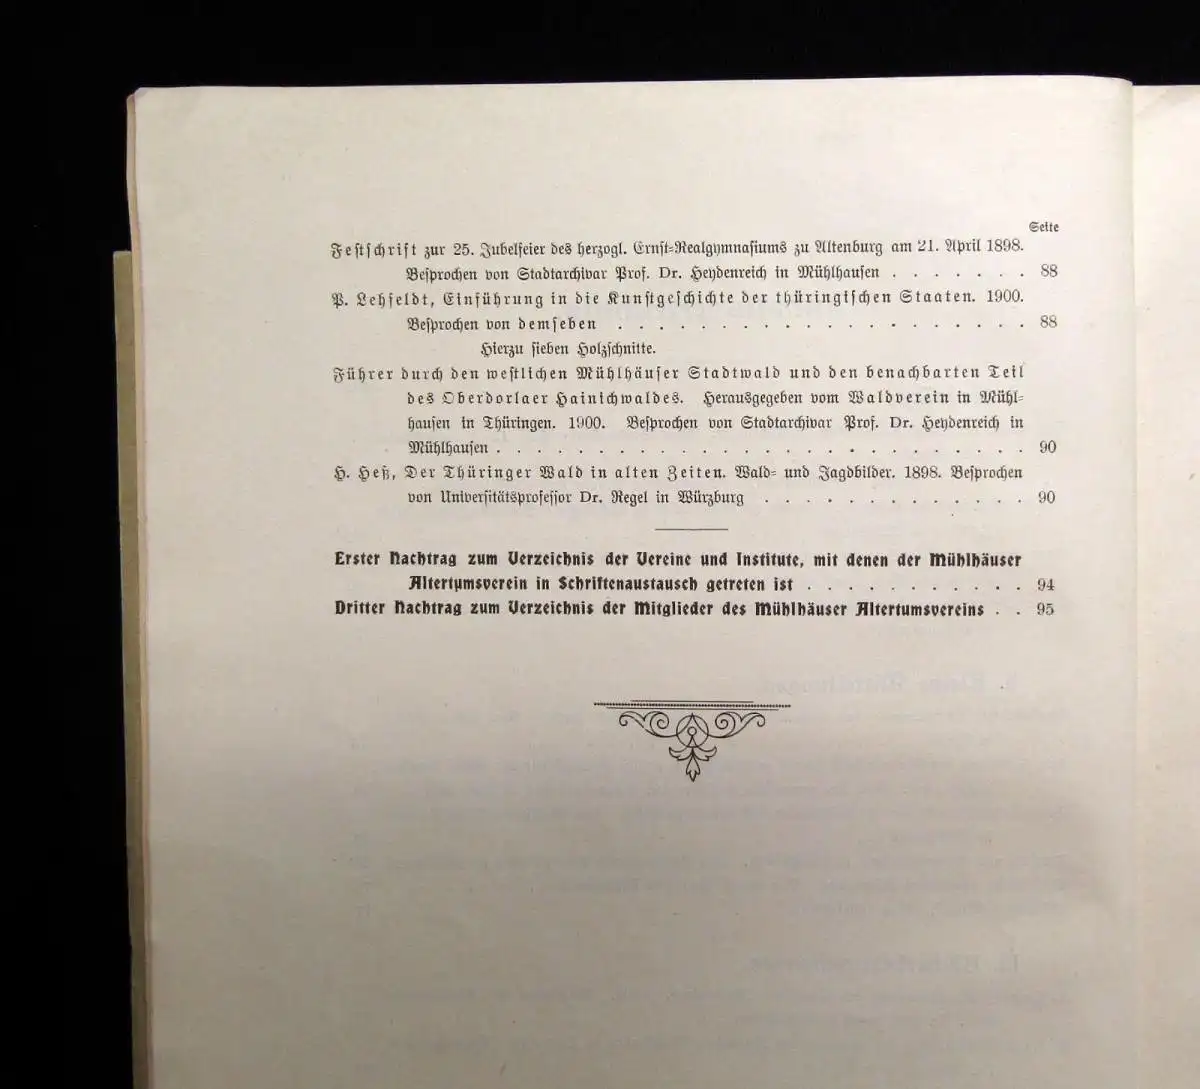 Seite
Festschrift zur 25. Jubelfeier des herzogl. Ernst-Realgymnasiums zu Altenburg am 21. April 1898.
Besprochen von Stadtarchivar Prof. Dr. Heydenreich in Mühlhausen . . . . . . . 88
P. Lehfeldt, Einführung in die Kunstgeschichte der thüringischen Staaten. 1900.
Besprochen von demseben . . . . . . . . . . . . . . . . . . . 88
Hierzu sieben Holzschnitte.
Führer durch den westlichen Mühlhäuser Stadtwald und den benachbarten Teil
des Oberdorlaer Hainichwaldes. Herausgegeben vom Waldverein in Mühl-
hausen in Thüringen. 1900. Besprochen von Stadtarchivar Prof. Dr. Heydenreich in
Mühlhausen . . . . . . . . . . . . . . . . . . . . . . . . . 90
H. Heß, Der Thüringer Wald in alten Zeiten. Wald- und Jagdbilder. 1898. Besprochen
von Universitätsprofessor Dr. Regel in Würzburg . . . . . . . . . . . . . 90
Erster Nachtrag zum Verzeichnis der Vereine und Institute, mit denen der Mühlhäuser
Altertumsverein in Schriftenaustausch getreten ist . . . . . . . . . . . 94
Dritter Nachtrag zum Verzeichnis der Mitglieder des Mühlhäuser Altertumsvereins . . 95